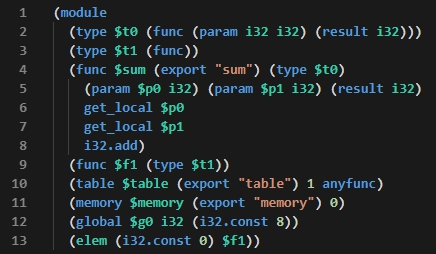 1 (module
2 (type $t0 (func (param i32 i32) (result i32)))
3 (type $t1 (func))
4 (func $sum (export "sum") (type $t0)
5 (param $p0 i32) (param $p1 i32) (result i32)
6 get_local $p0
7 get_local $p1
8 i32.add)
9 (func $f1 (type $t1))
10 (table $table (export "table") 1 anyfunc)
11 (memory $memory (export "memory") 0)
12 (global $g0 i32 (i32.const 8))
13 (elem (i32.const 0) $f1))